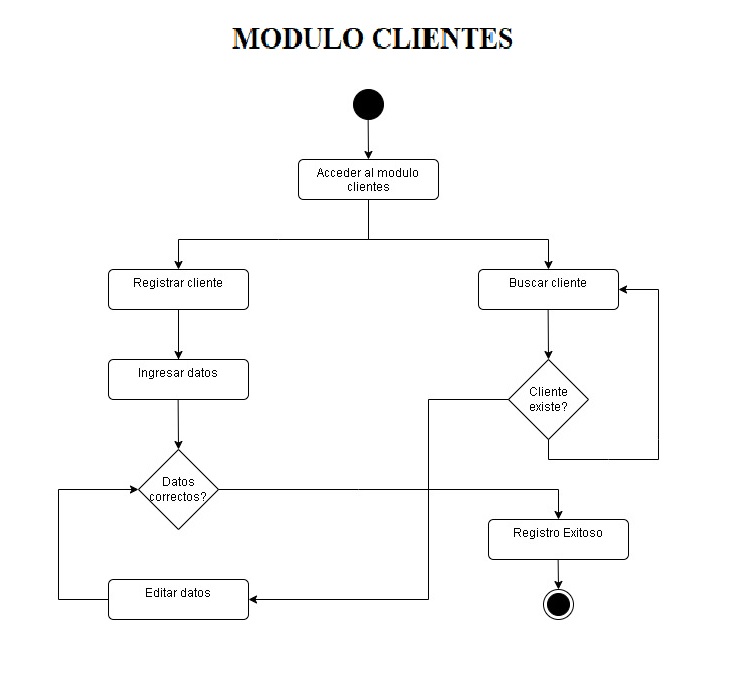 MODULO CLIENTES
Acceder al modulo
clientes
Registrar cliente
Buscar cliente
Ingresar datos
Cliente
existe?
Datos
correctos?
Registro Exitoso
Editar datos